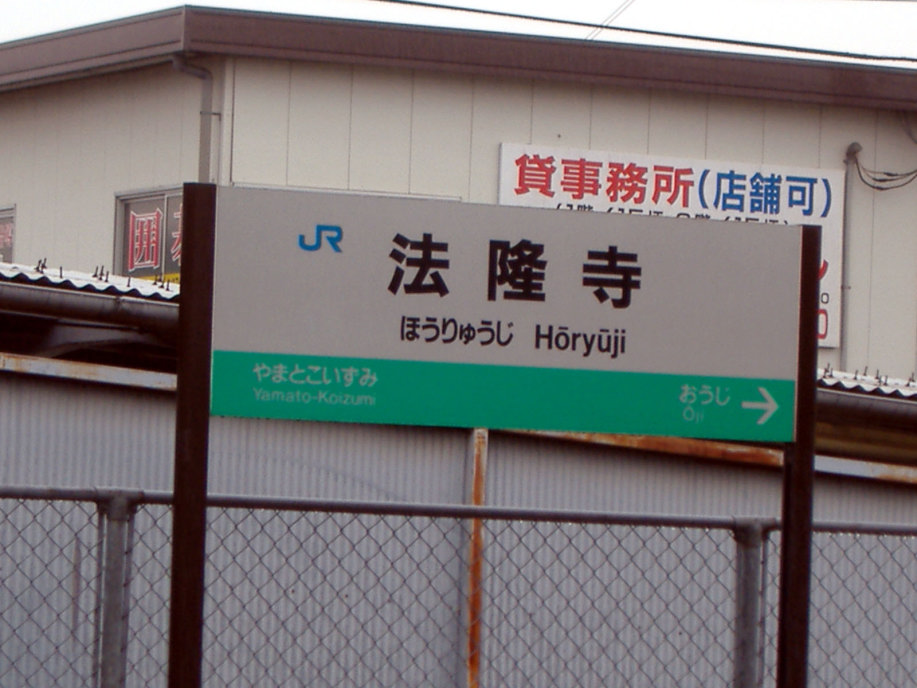 貸事務所(店舗可)
JR
法隆寺
ほうりゅうじ Hōryūji
やまとこいずみ
Yamato-Koizumi
おうじ
Ōji